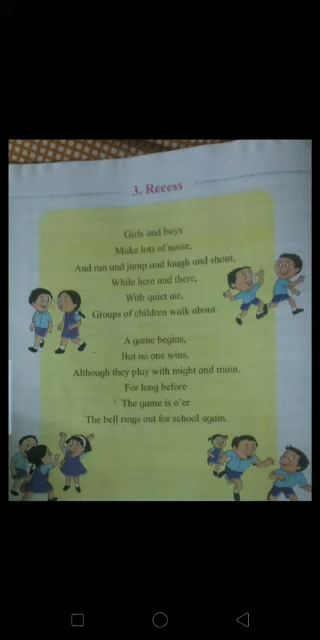 3. Recess
Girls and boys
Make lots of noise,
And run and jump and laugh and shout,
While here and there,
With quiet air,
Groups of children walk about.
A game begins,
But no one wins,
Although they play with might and main,
For long before
The game is o'er
The bell rings out for school again.